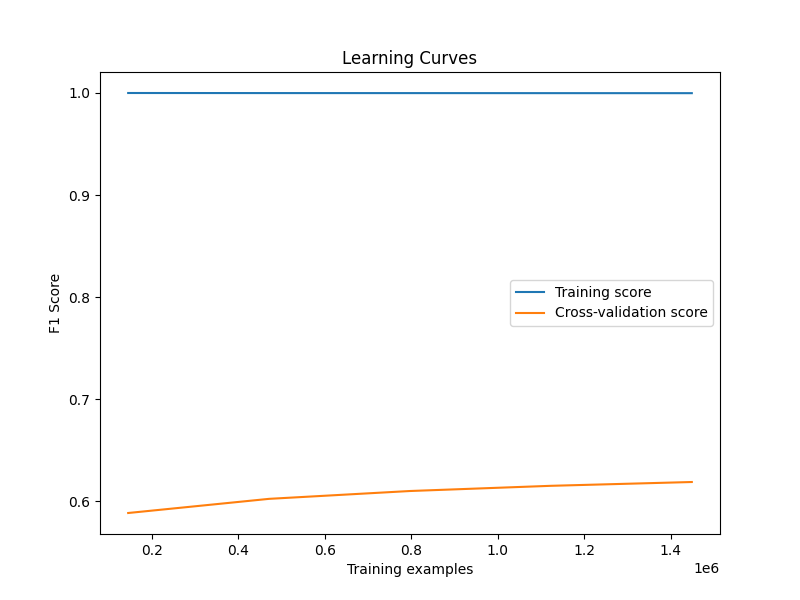 Learning Curves
1.0
0.9
0.8
0.7
0.6
F1 Score
Training score
Cross-validation score
0.2 0.4 0.6 0.8 1.0 1.2 1.4
1e6
Training examples